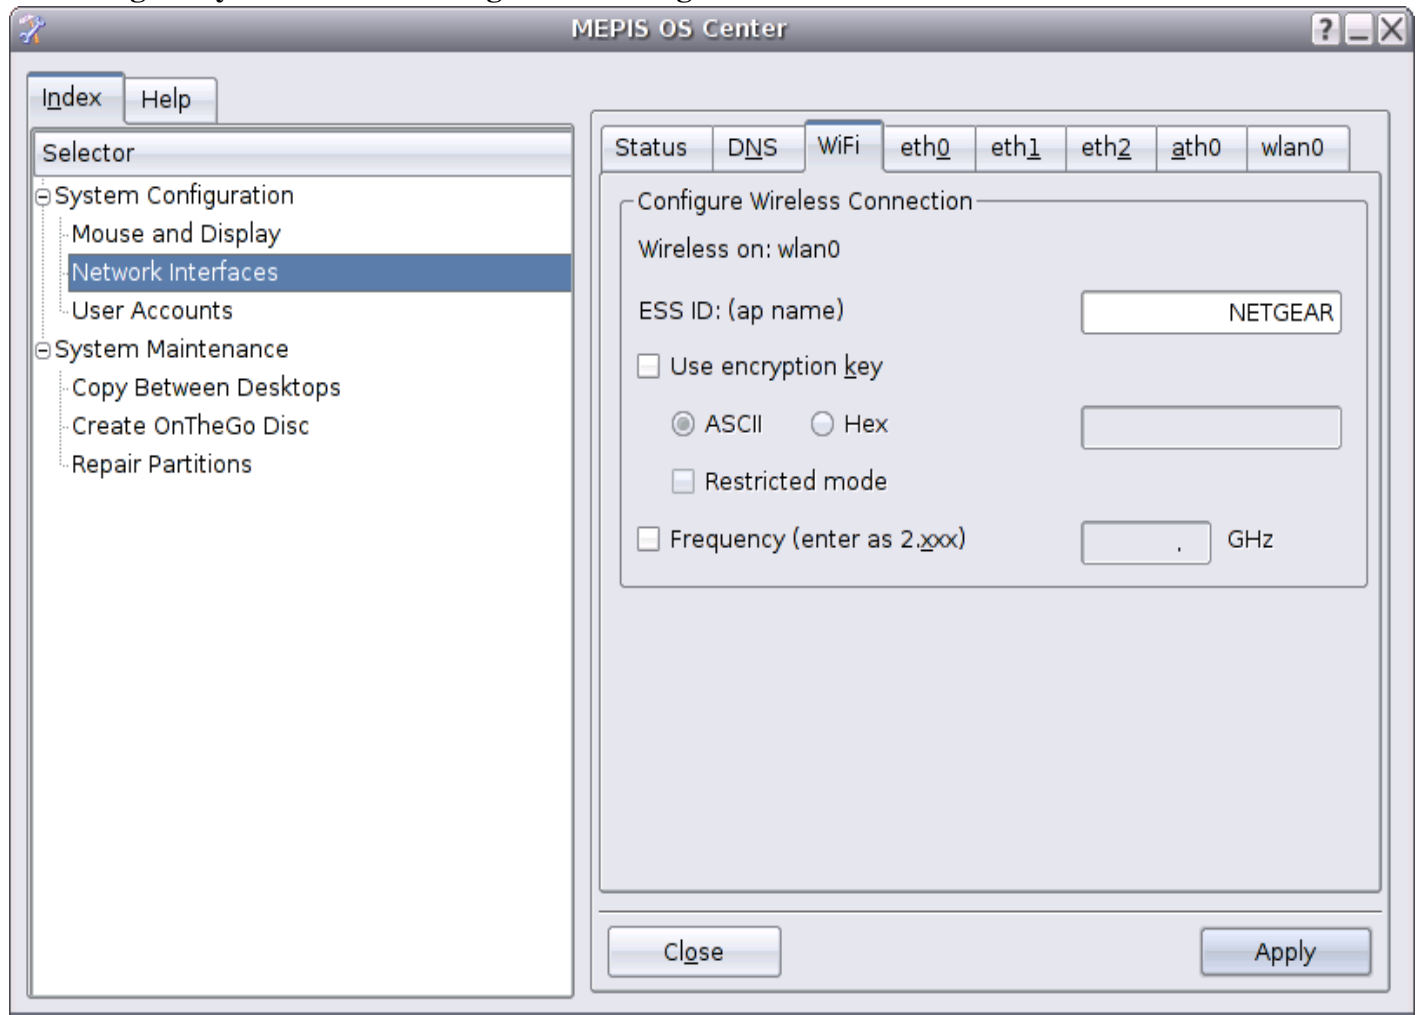 MEPIS OS Center
Index Help
Selector
System Configuration
Mouse and Display
Network Interfaces
User Accounts
System Maintenance
Copy Between Desktops
Create OnTheGo Disc
Repair Partitions
Status DNS WiFi eth0 eth1 eth2 ath0 wlan0
Configure Wireless Connection
Wireless on: wlan0
ESS ID: (ap name) NETGEAR
Use encryption key
ASCII Hex
Restricted mode
Frequency (enter as 2.xxx) . GHz
Close Apply